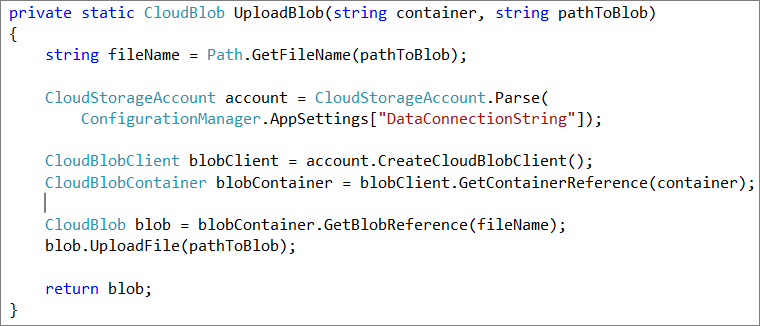 private static CloudBlob UploadBlob(string container, string pathToBlob)
{
    string fileName = Path.GetFileName(pathToBlob);

    CloudStorageAccount account = CloudStorageAccount.Parse(
        ConfigurationManager.AppSettings["DataConnectionString"]);

    CloudBlobClient blobClient = account.CreateCloudBlobClient();
    CloudBlobContainer blobContainer = blobClient.GetContainerReference(container);

    CloudBlob blob = blobContainer.GetBlobReference(fileName);
    blob.UploadFile(pathToBlob);

    return blob;
}